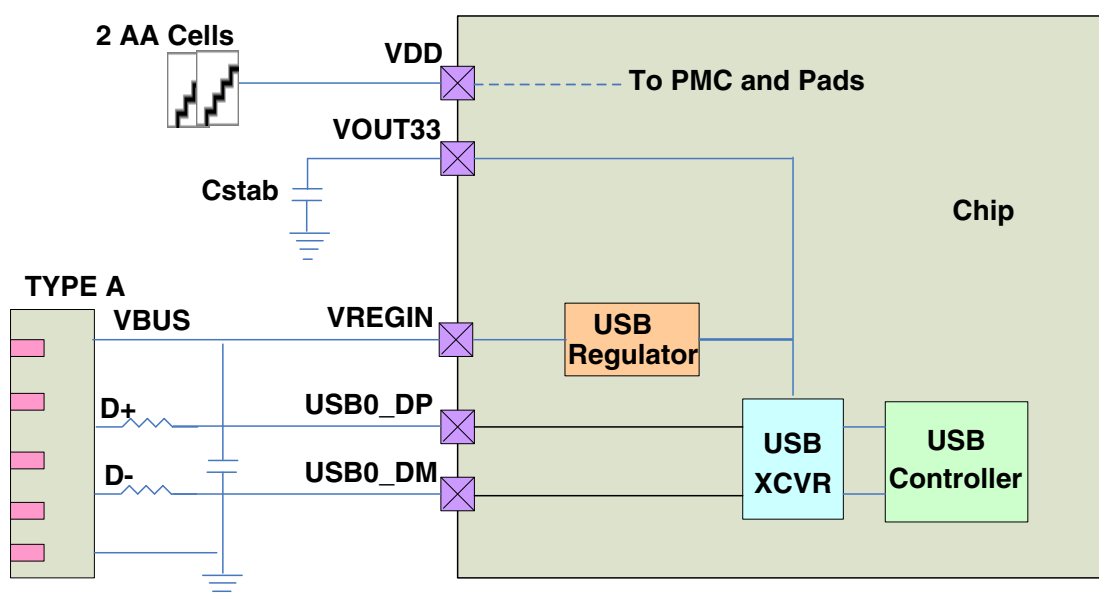 2 AA Cells
VDD
To PMC and Pads
VOUT33
Cstab
Chip
TYPE A
VBUS
VREGIN
USB
Regulator
D+
USB0_DP
D-
USB0_DM
USB
XCVR
USB
Controller